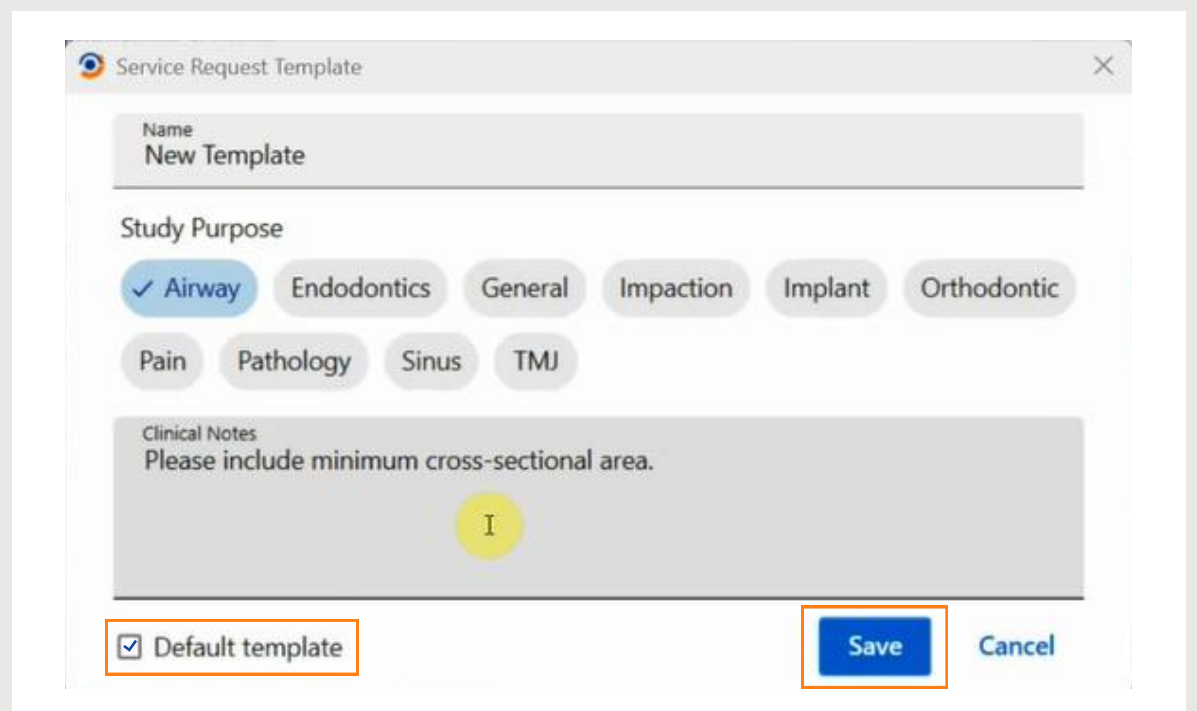 Service Request Template
Name
New Template
Study Purpose
Airway Endodontics General Impaction Implant Orthodontic
Pain Pathology Sinus TMJ
Clinical Notes
Please include minimum cross-sectional area.
Default template Save Cancel